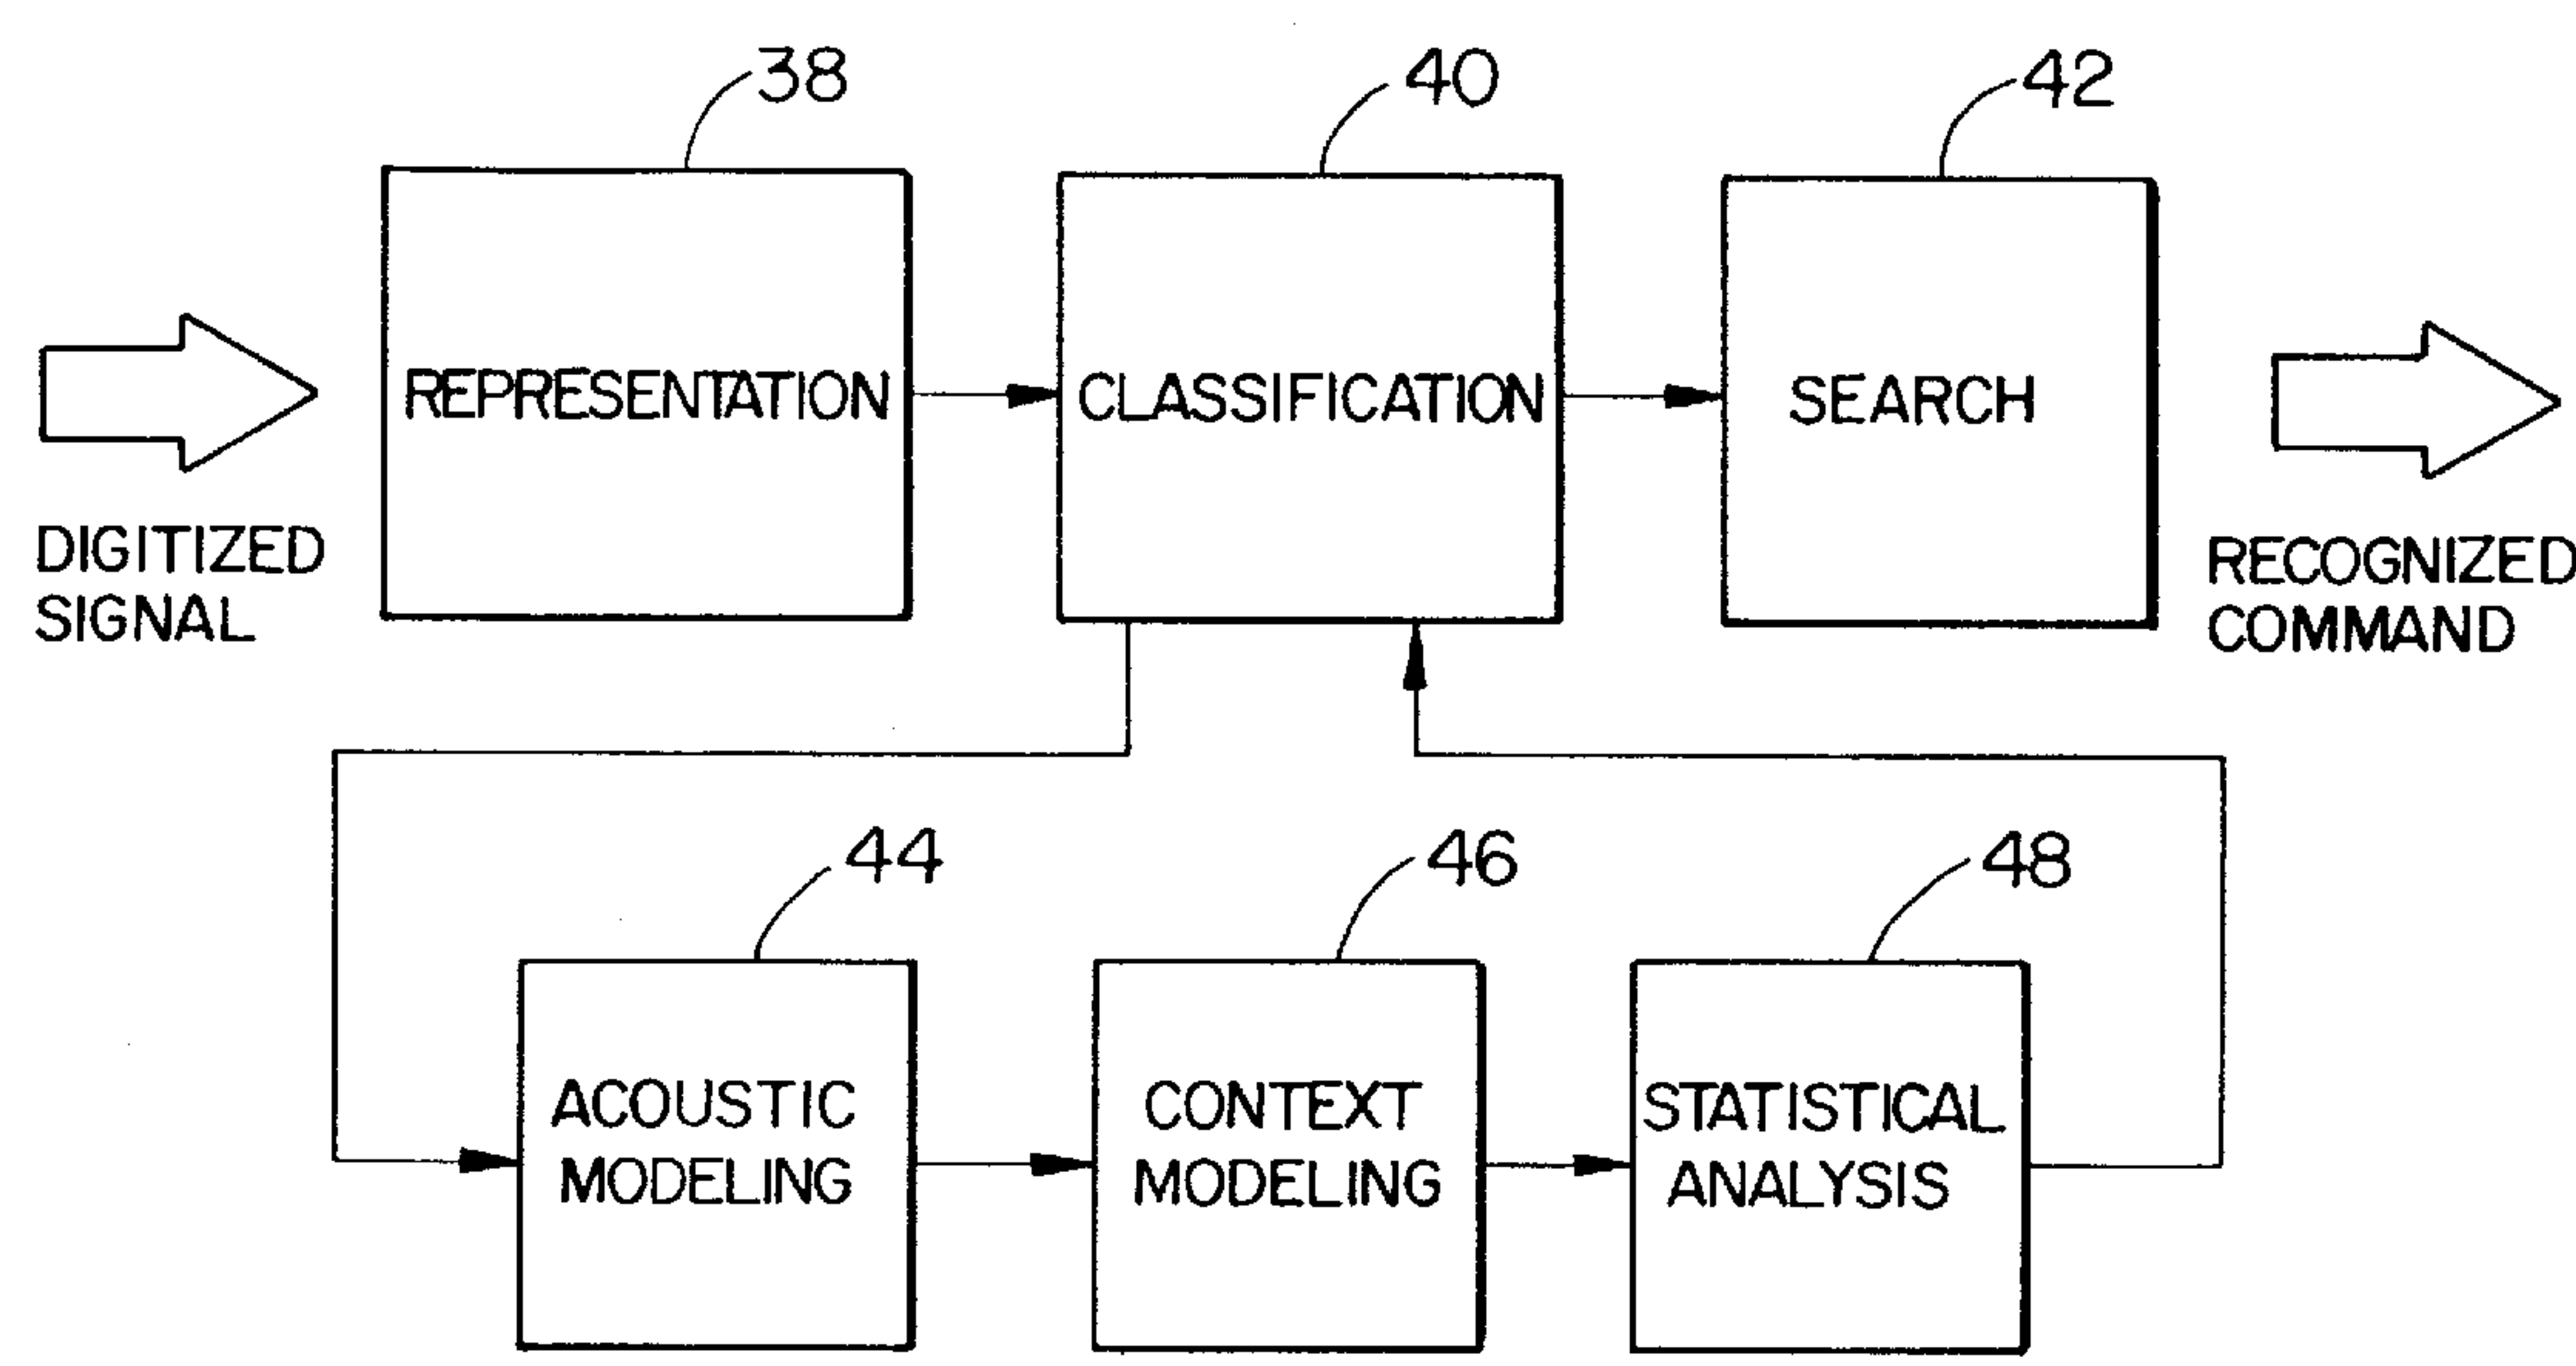 38
40
42
REPRESENTATION
CLASSIFICATION
SEARCH
DIGITIZED
SIGNAL
RECOGNIZED
COMMAND
44
46
48
ACOUSTIC
MODELING
CONTEXT
MODELING
STATISTICAL
ANALYSIS